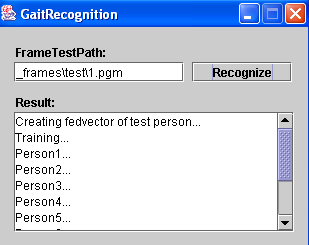 GaitRecognition
FrameTestPath:
_frames\test\1.pgm
Recognize
Result:
Creating fedvector of test person...
Training...
Person1...
Person2...
Person3...
Person4...
Person5...